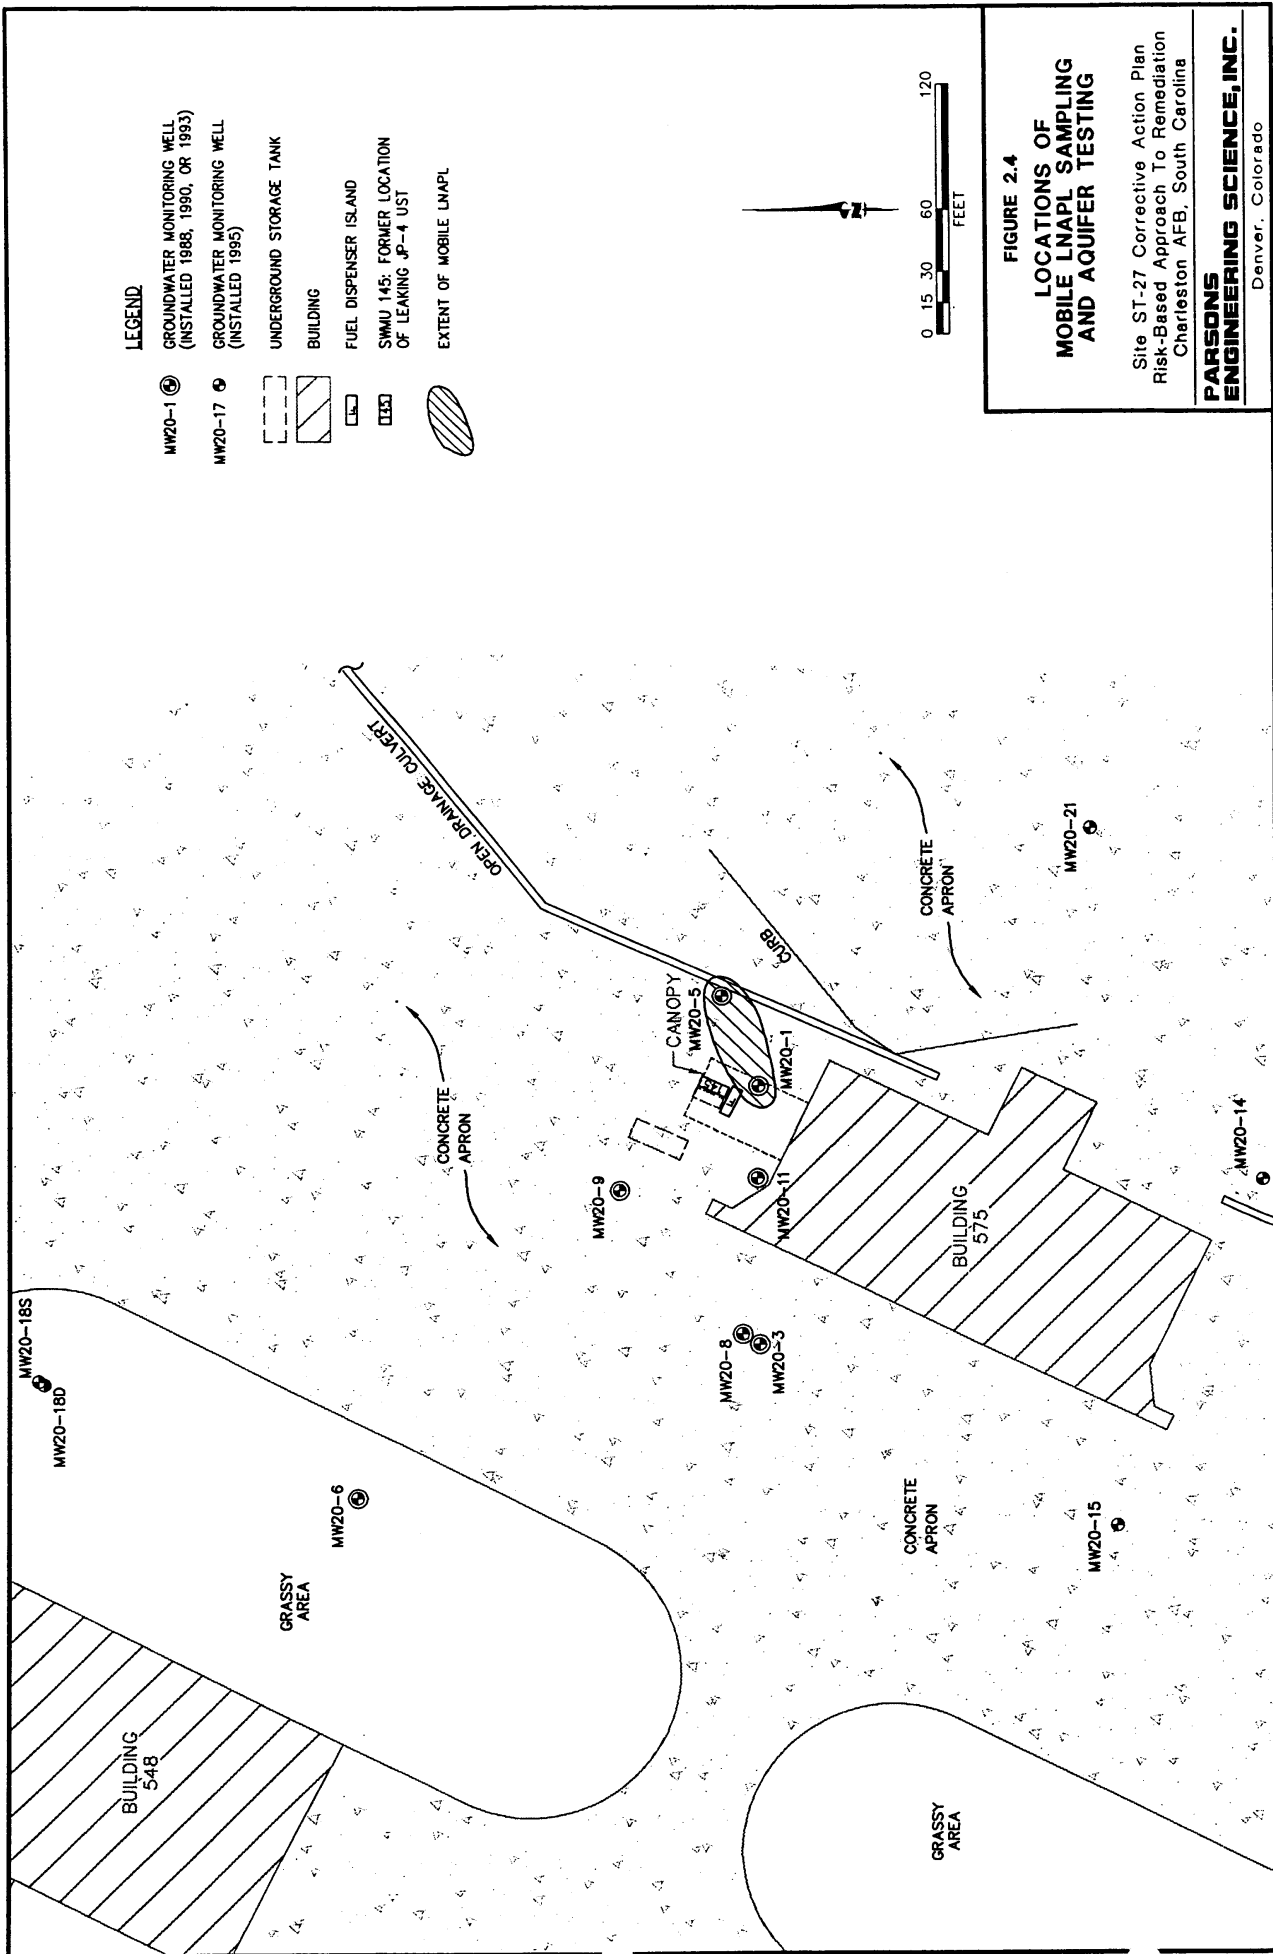 LEGEND
MW20-1
GROUNDWATER MONITORING WELL
(INSTALLED 1988, 1990, OR 1993)
MW20-17
GROUNDWATER MONITORING WELL
(INSTALLED 1995)
UNDERGROUND STORAGE TANK
BUILDING
FUEL DISPENSER ISLAND
145
SWMU 145: FORMER LOCATION
OF LEAKING JP-4 UST
EXTENT OF MOBILE LNAPL
BUILDING
548
GRASSY
AREA
MW20-6
MW20-18D
MW20-18S
CONCRETE
APRON
OPEN DRAINAGE CULVERT
MW20-9
CANOPY
145
MW20-5
MW20-1
MW20-11
MW20-8
MW20-3
CURB
CONCRETE
APRON
BUILDING
575
MW20-21
GRASSY
AREA
CONCRETE
APRON
MW20-15
MW20-14
N
0 15 30 60 120
FEET
FIGURE 2.4
LOCATIONS OF
MOBILE LNAPL SAMPLING
AND AQUIFER TESTING
Site ST-27 Corrective Action Plan
Risk-Based Approach To Remediation
Charleston AFB, South Carolina
PARSONS
ENGINEERING SCIENCE, INC.
Denver, Colorado